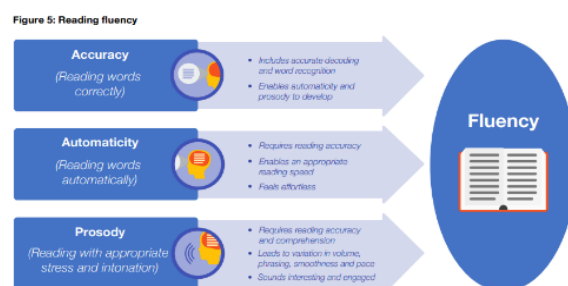 Figure 5: Reading fluency
Accuracy
(Reading words
correctly)
• Includes accurate decoding
and word recognition
• Enables automaticity and
prosody to develop
Automaticity
(Reading words
automatically)
• Requires reading accuracy
• Enables an appropriate
reading speed
• Feels effortless
Prosody
(Reading with appropriate
stress and intonation)
• Requires reading accuracy
and comprehension
• Leads to variation in volume,
phrasing, smoothness and pace
• Sounds interesting and engaged
Fluency